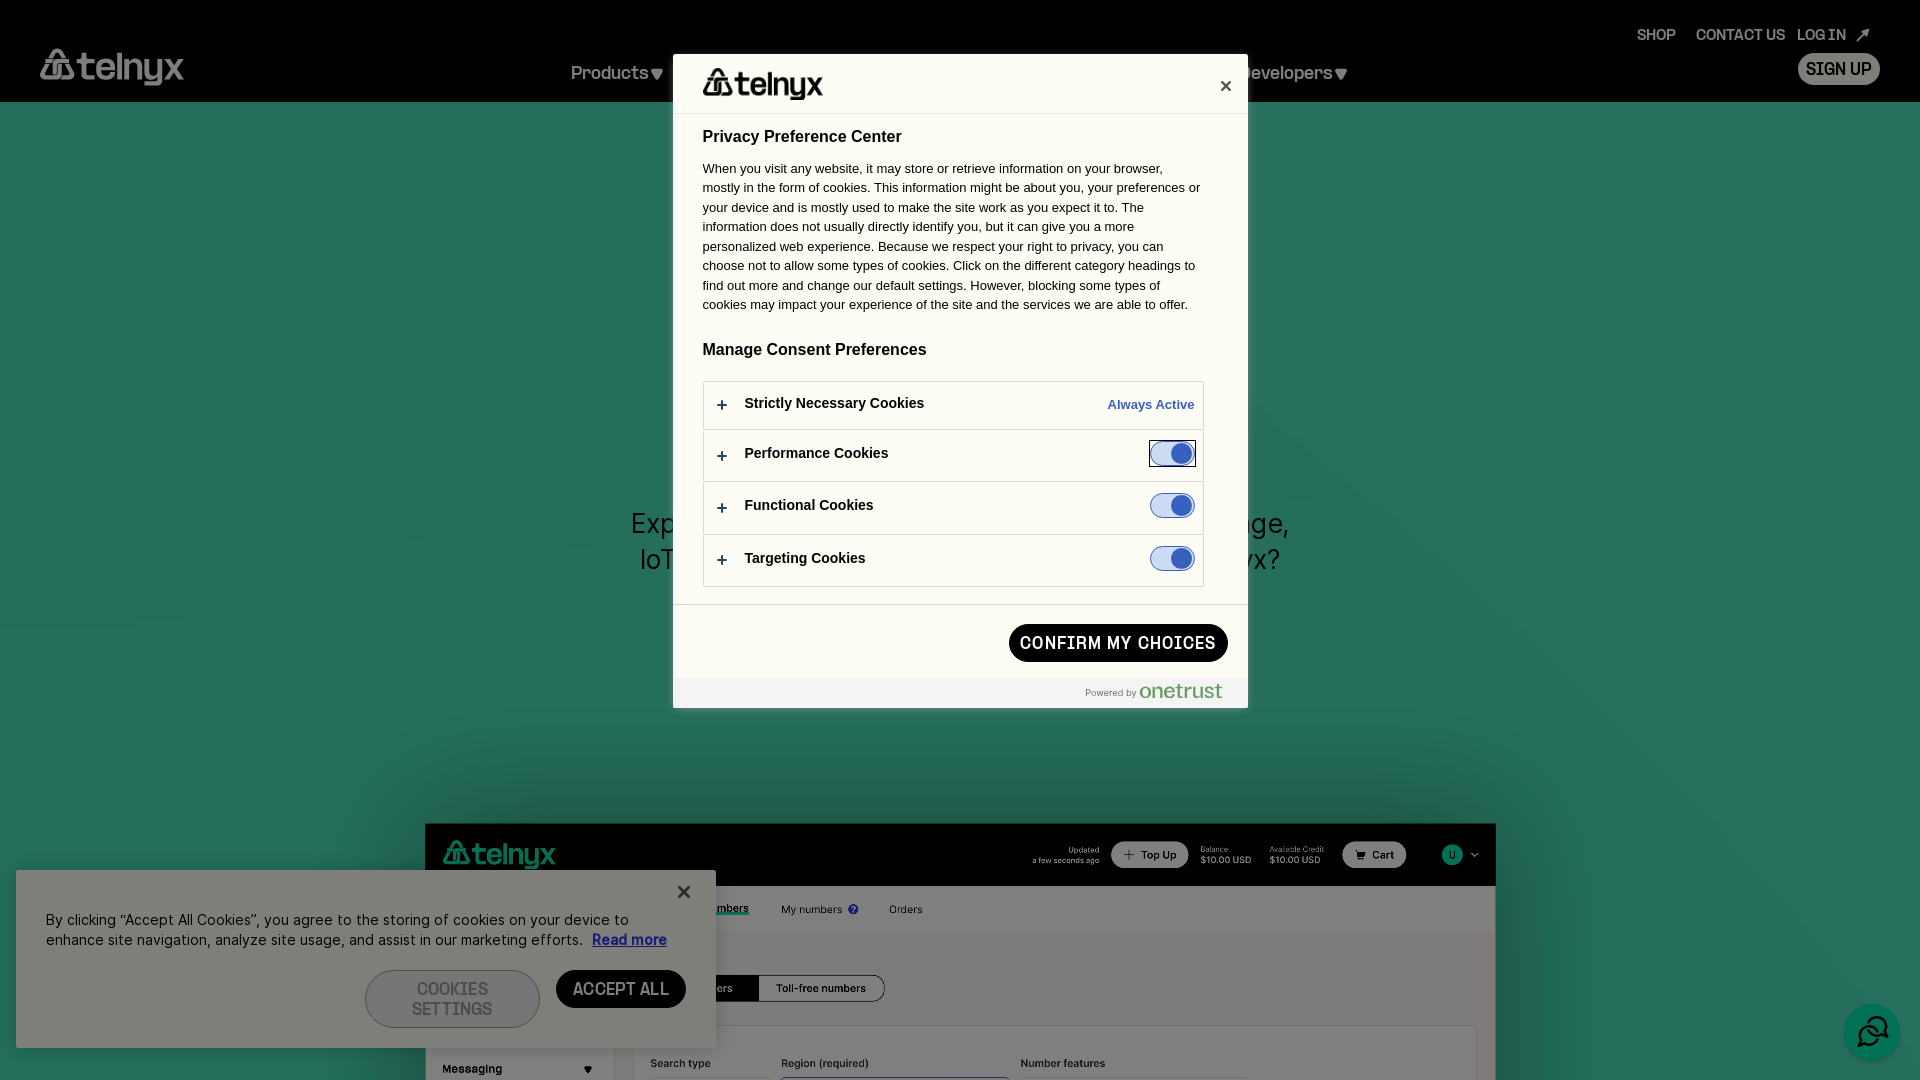 SHOP CONTACT US LOG IN
telnyx
Products
Developers
SIGN UP
telnyx
Privacy Preference Center
When you visit any website, it may store or retrieve information on your browser,
mostly in the form of cookies. This information might be about you, your preferences or
your device and is mostly used to make the site work as you expect it to. The
information does not usually directly identify you, but it can give you a more
personalized web experience. Because we respect your right to privacy, you can
choose not to allow some types of cookies. Click on the different category headings to
find out more and change our default settings. However, blocking some types of
cookies may impact your experience of the site and the services we are able to offer.
Manage Consent Preferences
Strictly Necessary Cookies Always Active
Performance Cookies
Functional Cookies
Targeting Cookies
CONFIRM MY CHOICES
Powered by onetrust
telnyx
Updated
a few seconds ago
Top Up
Balance
$10.00 USD
Available Credit
$10.00 USD
Cart
U
My numbers ?
Orders
By clicking “Accept All Cookies”, you agree to the storing of cookies on your device to
enhance site navigation, analyze site usage, and assist in our marketing efforts. Read more
COOKIES
SETTINGS
ACCEPT ALL
Toll-free numbers
Search type Region (required) Number features
Messaging